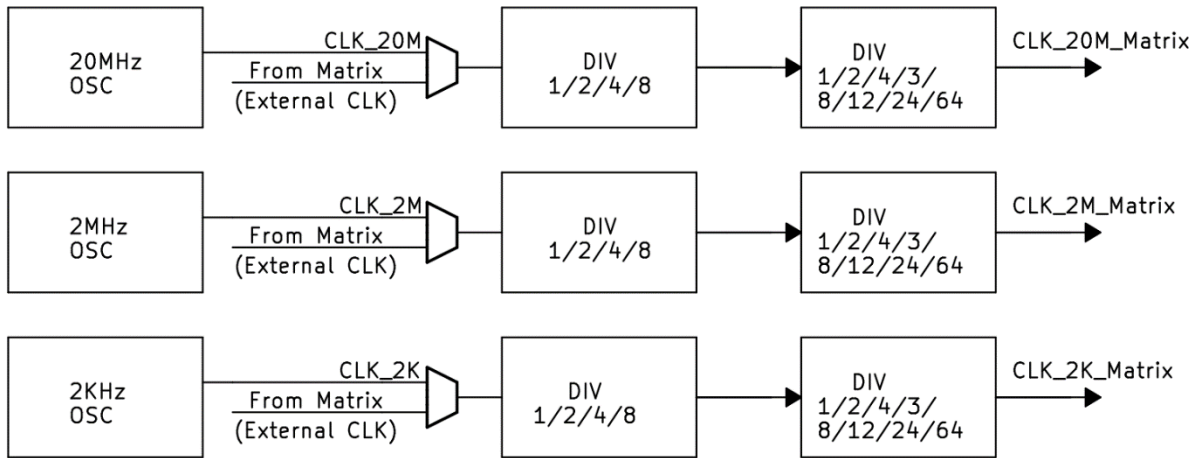 20MHz
OSC
CLK_20M
From Matrix
(External CLK)
DIV
1/2/4/8
DIV
1/2/4/3/
8/12/24/64
CLK_20M_Matrix
2MHz
OSC
CLK_2M
From Matrix
(External CLK)
DIV
1/2/4/8
DIV
1/2/4/3/
8/12/24/64
CLK_2M_Matrix
2KHz
OSC
CLK_2K
From Matrix
(External CLK)
DIV
1/2/4/8
DIV
1/2/4/3/
8/12/24/64
CLK_2K_Matrix